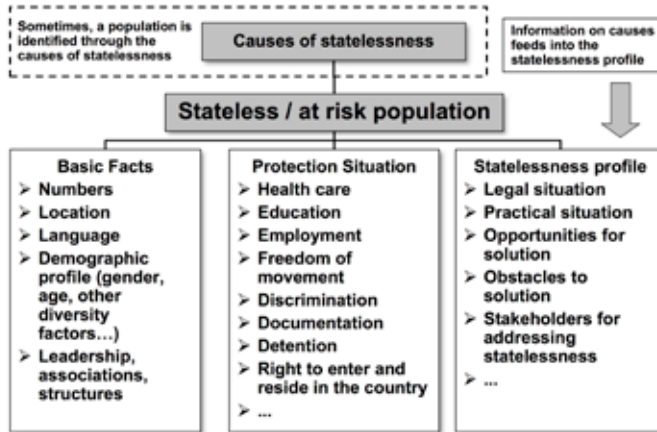 Sometimes, a population is
identified through the
causes of statelessness
Causes of statelessness
Information on causes
feeds into the
statelessness profile
Stateless / at risk population
Basic Facts
➢ Numbers
➢ Location
➢ Language
➢ Demographic
profile (gender,
age, other
diversity
factors...)
➢ Leadership,
associations,
structures
Protection Situation
➢ Health care
➢ Education
➢ Employment
➢ Freedom of
movement
➢ Discrimination
➢ Documentation
➢ Detention
➢ Right to enter and
reside in the country
➢ ...
Statelessness profile
➢ Legal situation
➢ Practical situation
➢ Opportunities for
solution
➢ Obstacles to
solution
➢ Stakeholders for
addressing
statelessness
➢ ...